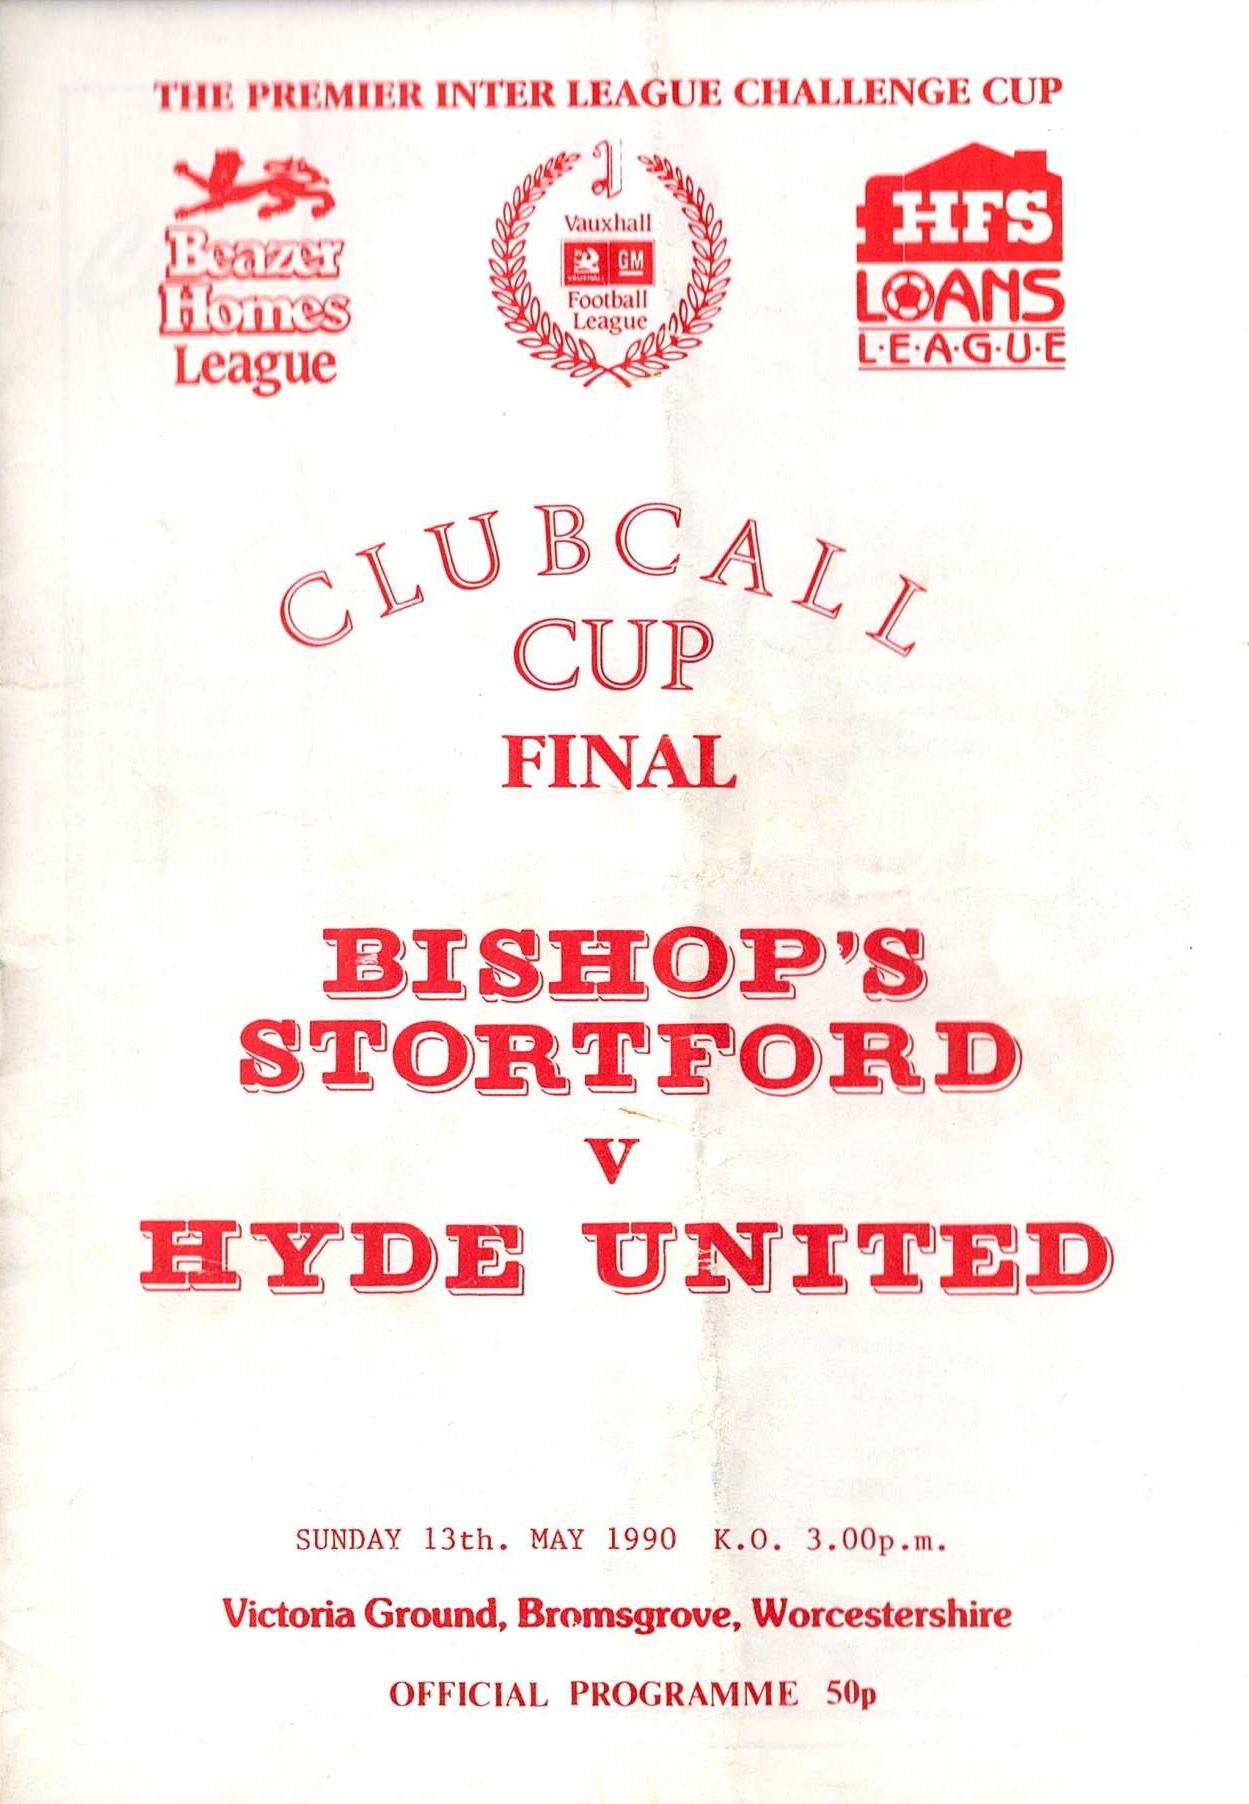 THE PREMIER INTER LEAGUE CHALLENGE CUP
Beazer
Homes
League
Vauxhall
VAUXHALL
GM
Football
League
HFS
LOANS
L·E·A·G·U·E
CLUBCALL
CUP
FINAL
BISHOP'S
STORTFORD
V
HYDE UNITED
SUNDAY 13th. MAY 1990 K.O. 3.00p.m.
Victoria Ground, Bromsgrove, Worcestershire
OFFICIAL PROGRAMME 50p